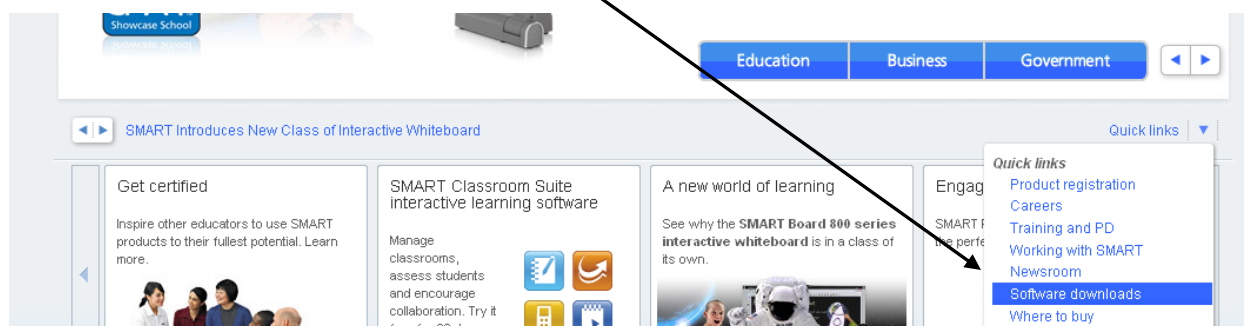 Showcase School
Education Business Government
SMART Introduces New Class of Interactive Whiteboard
Quick links
Quick links
Product registration
Careers
Training and PD
Working with SMART
Newsroom
Software downloads
Where to buy
Get certified
Inspire other educators to use SMART
products to their fullest potential. Learn
more.
SMART Classroom Suite
interactive learning software
Manage
classrooms,
assess students
and encourage
collaboration. Try it
A new world of learning
See why the SMART Board 800 series
interactive whiteboard is in a class of
its own.
Engag
SMART
the perfe